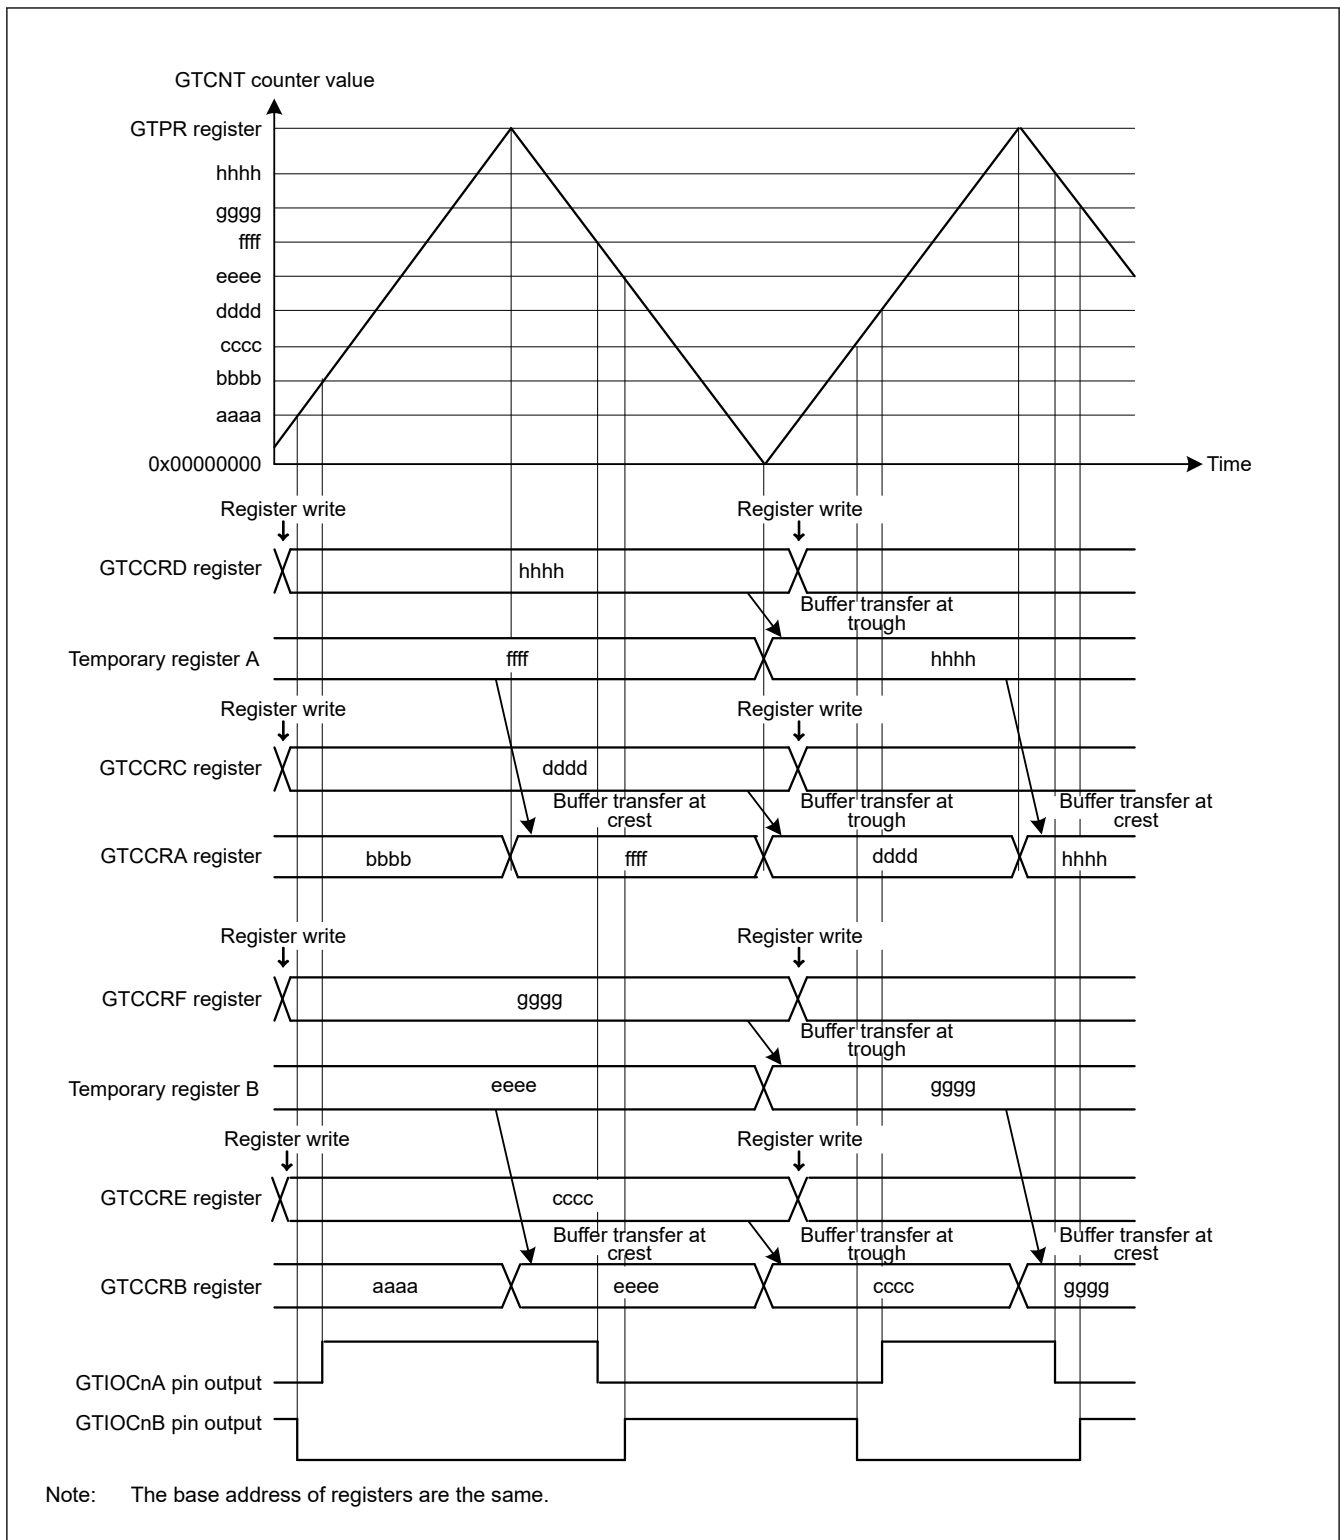 GTCNT counter value
GTPR register
hhhh
gggg
ffff
eeee
dddd
cccc
bbbb
aaaa
0x00000000
Time
Register write
Register write
GTCCRD register
hhhh
Buffer transfer at
trough
Temporary register A
ffff
hhhh
Register write
Register write
GTCCRC register
dddd
Buffer transfer at
crest
Buffer transfer at
trough
Buffer transfer at
crest
GTCCRA register
bbbb
ffff
dddd
hhhh
Register write
Register write
GTCCRF register
gggg
Buffer transfer at
trough
Temporary register B
eeee
gggg
Register write
Register write
GTCCRE register
cccc
Buffer transfer at
crest
Buffer transfer at
trough
Buffer transfer at
crest
GTCCRB register
aaaa
eeee
cccc
gggg
GTIOCnA pin output
GTIOCnB pin output
Note: The base address of registers are the same.